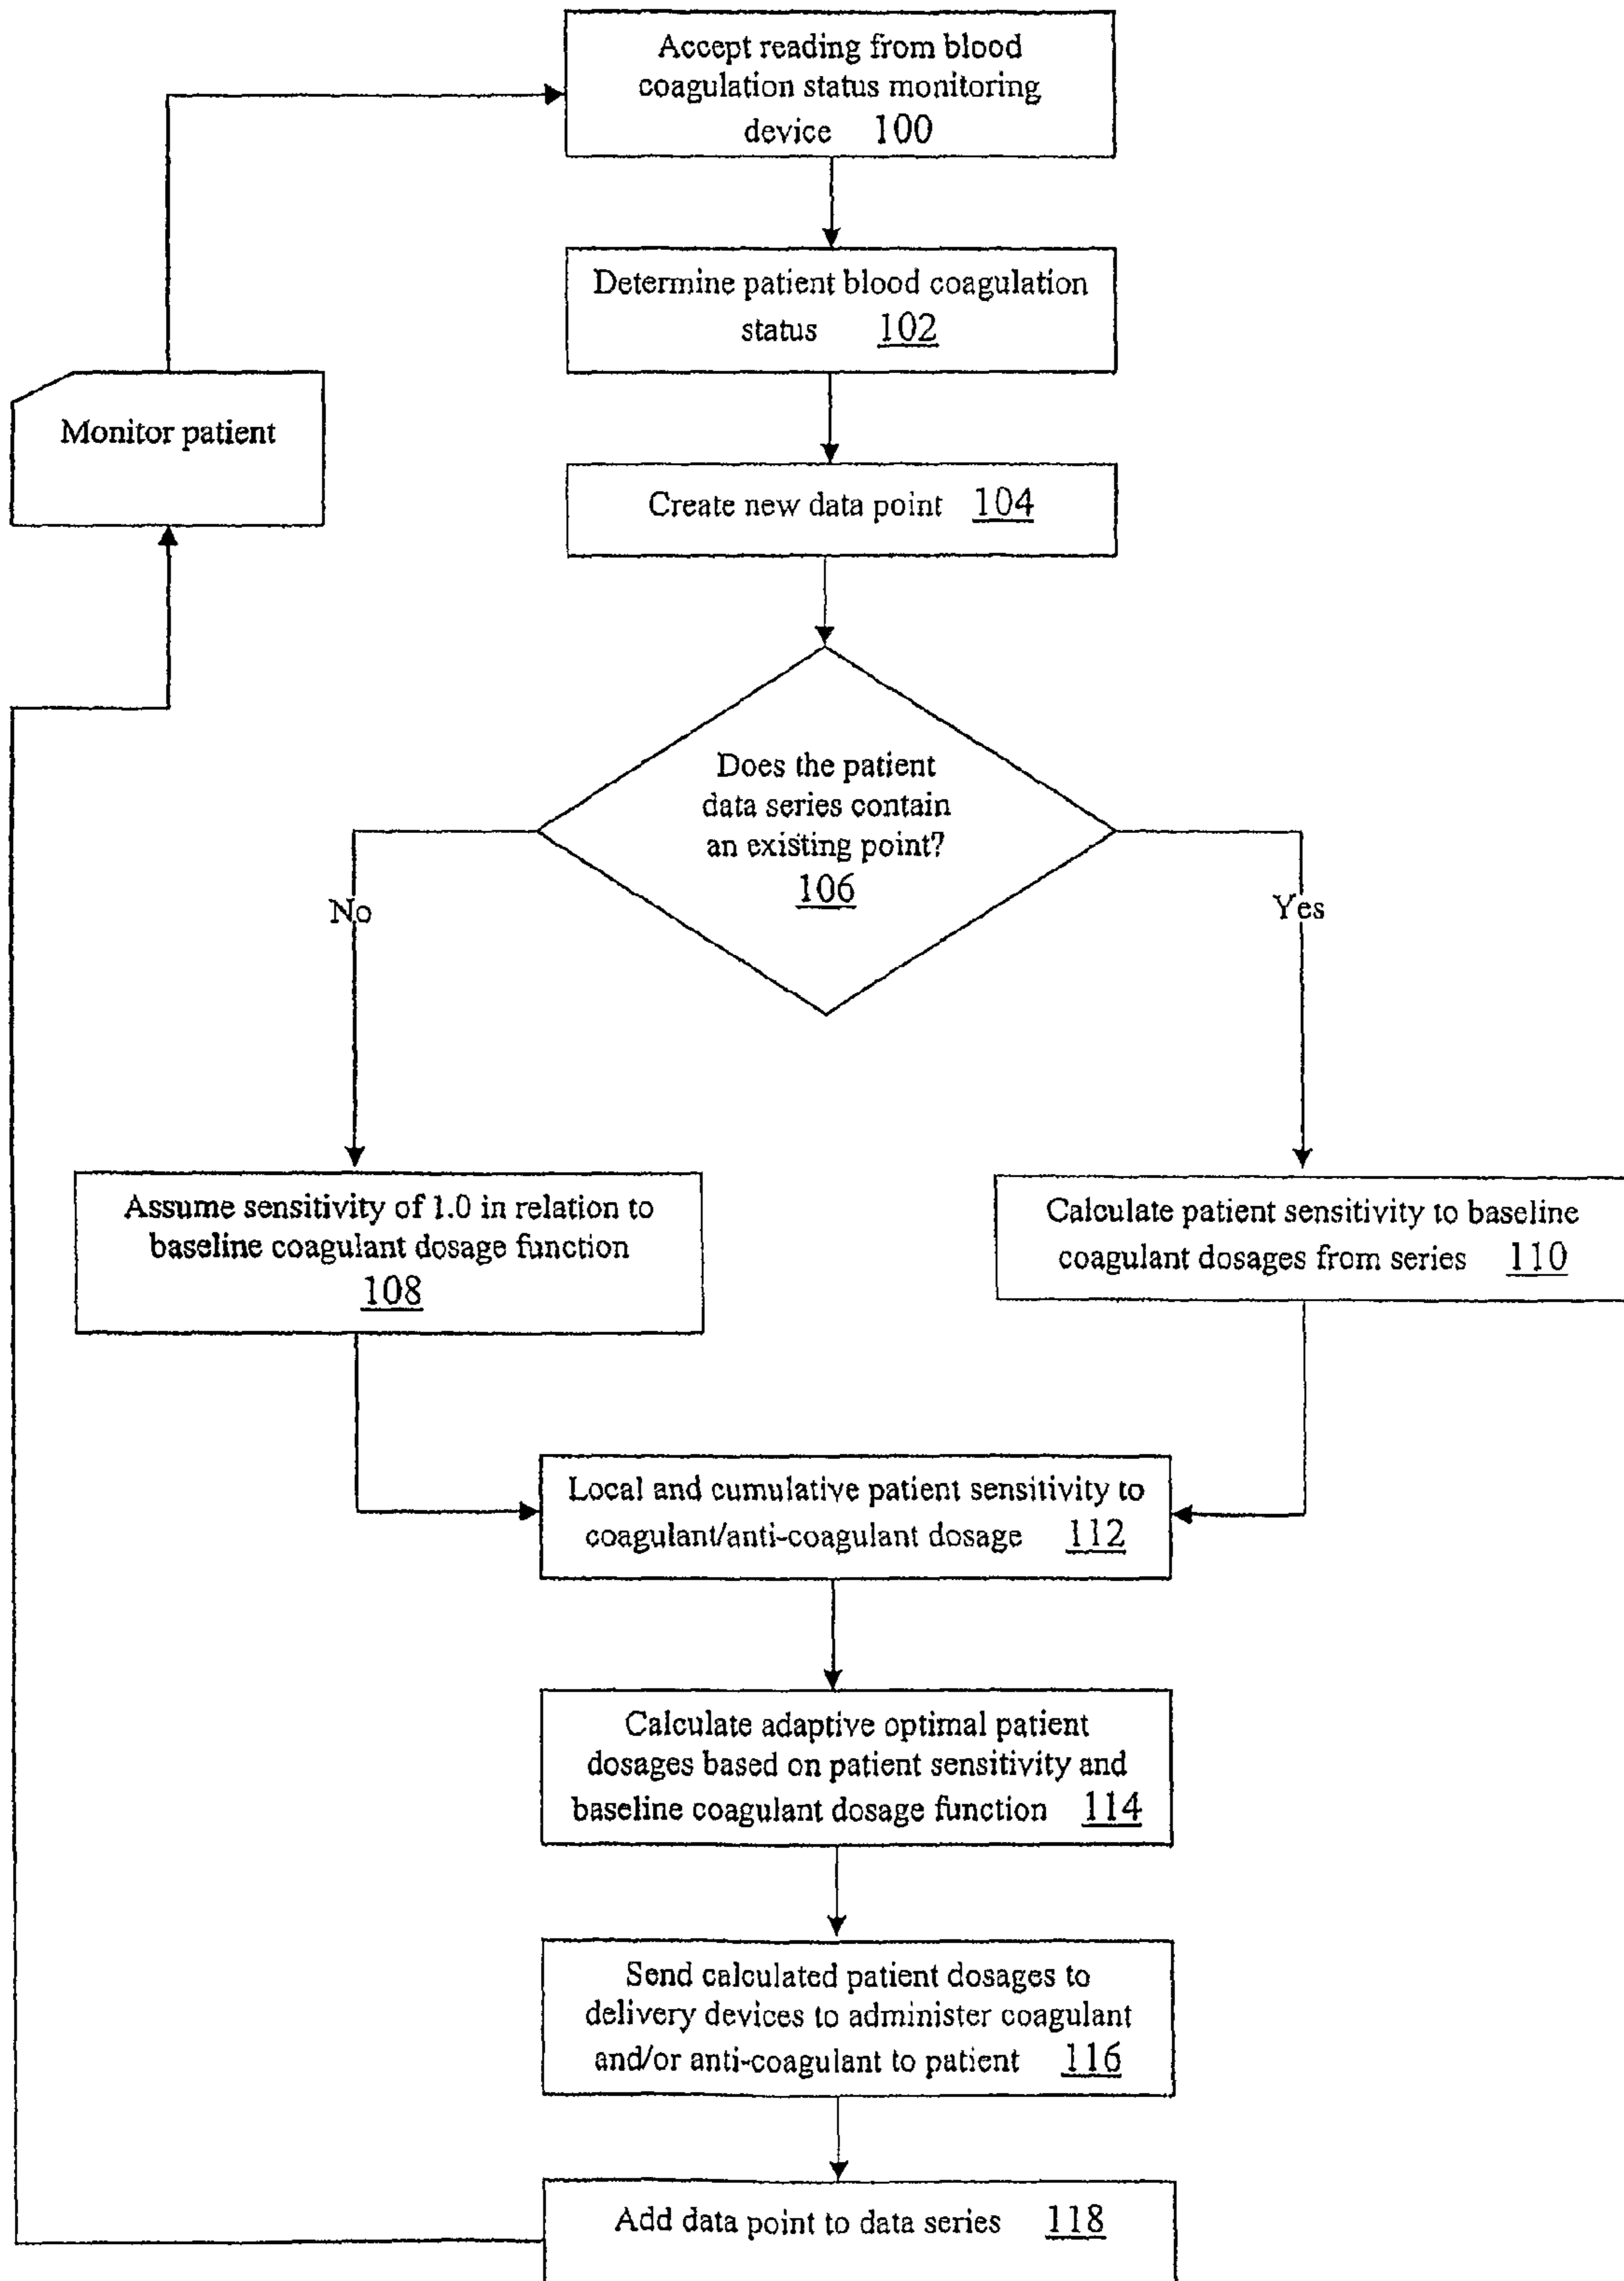 Accept reading from blood
coagulation status monitoring
device 100
Determine patient blood coagulation
status 102
Monitor patient
Create new data point 104
Does the patient
data series contain
an existing point?
106
No
Yes
Assume sensitivity of 1.0 in relation to
baseline coagulant dosage function
108
Calculate patient sensitivity to baseline
coagulant dosages from series 110
Local and cumulative patient sensitivity to
coagulant/anti-coagulant dosage 112
Calculate adaptive optimal patient
dosages based on patient sensitivity and
baseline coagulant dosage function 114
Send calculated patient dosages to
delivery devices to administer coagulant
and/or anti-coagulant to patient 116
Add data point to data series 118